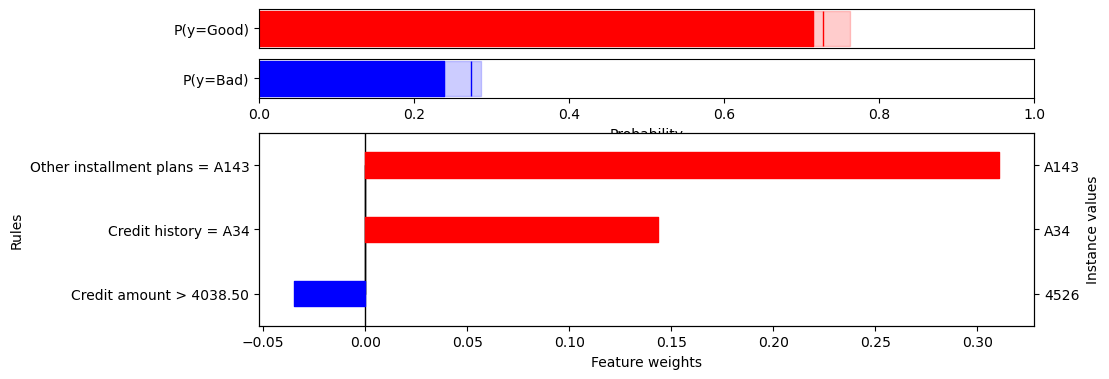 P(y=Good)
P(y=Bad)
0.0 0.2 0.4 0.6 0.8 1.0
Probability
Other installment plans = A143
A143
Credit history = A34
A34
Credit amount > 4038.50
4526
Rules
Instance values
−0.05 0.00 0.05 0.10 0.15 0.20 0.25 0.30
Feature weights